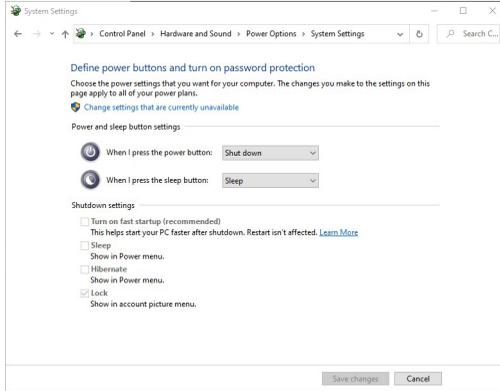 System Settings
Control Panel > Hardware and Sound > Power Options > System Settings
Search C...
Define power buttons and turn on password protection
Choose the power settings that you want for your computer. The changes you make to the settings on this
page apply to all of your power plans.
Change settings that are currently unavailable
Power and sleep button settings
When I press the power button: Shut down
When I press the sleep button: Sleep
Shutdown settings
Turn on fast startup (recommended)
This helps start your PC faster after shutdown. Restart isn't affected. Learn More
Sleep
Show in Power menu.
Hibernate
Show in Power menu.
Lock
Show in account picture menu.
Save changes Cancel